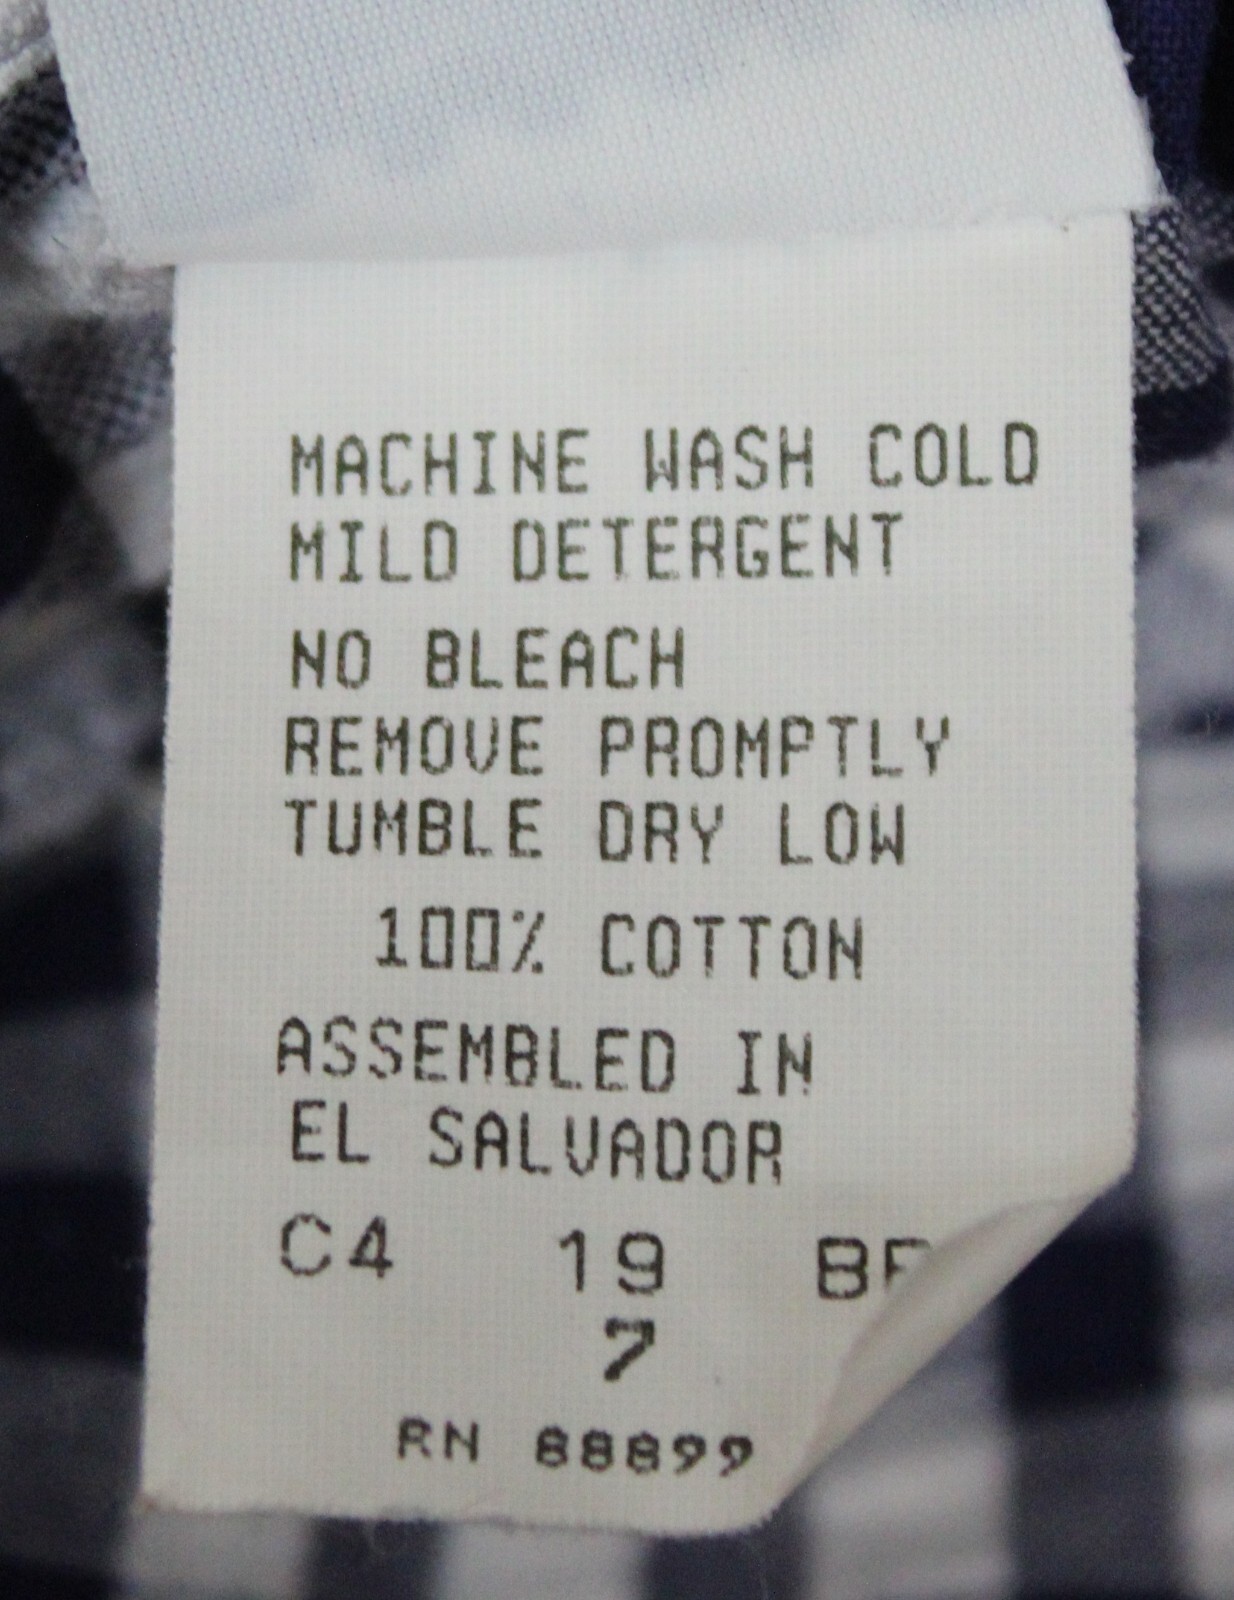 MACHINE WASH COLD
MILD DETERGENT
NO BLEACH
REMOVE PROMPTLY
TUMBLE DRY LOW
100% COTTON
ASSEMBLED IN
EL SALVADOR
C4 19
7
RN 88899